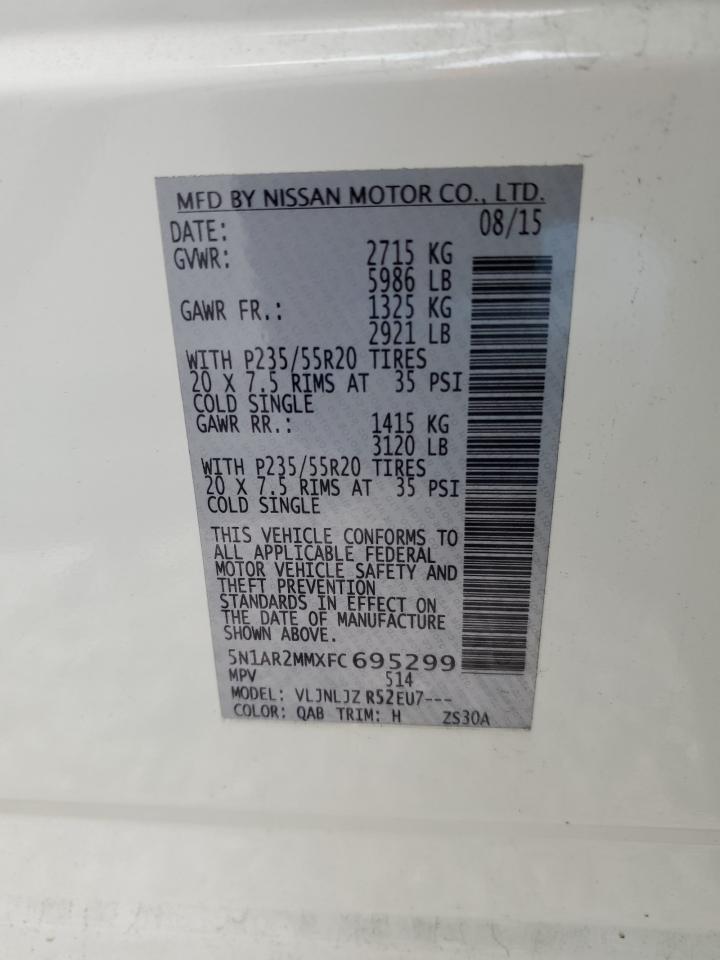 MFD BY NISSAN MOTOR CO., LTD.
DATE: 08/15
GVWR: 2715 KG
5986 LB
GAWR FR.: 1325 KG
2921 LB
WITH P235/55R20 TIRES
20 X 7.5 RIMS AT 35 PSI
COLD SINGLE
GAWR RR.: 1415 KG
3120 LB
WITH P235/55R20 TIRES
20 X 7.5 RIMS AT 35 PSI
COLD SINGLE
THIS VEHICLE CONFORMS TO
ALL APPLICABLE FEDERAL
MOTOR VEHICLE SAFETY AND
THEFT PREVENTION
STANDARDS IN EFFECT ON
THE DATE OF MANUFACTURE
SHOWN ABOVE.
5N1AR2MMXFC695299
MPV 514
MODEL: VLJNLJZ R52EU7---
COLOR: QAB TRIM: H ZS30A